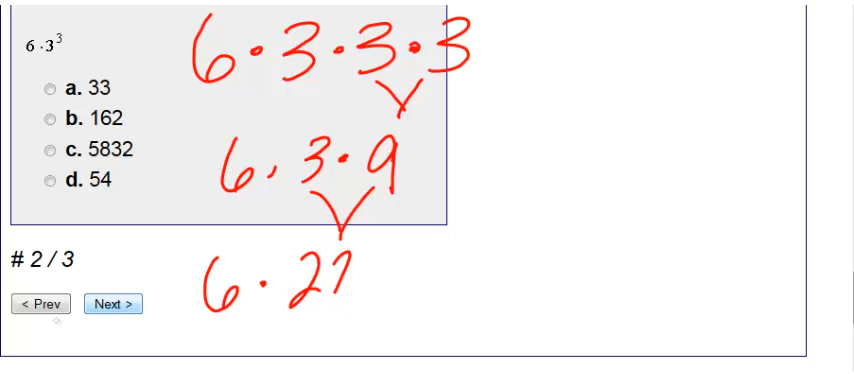 6 · 3³
6 · 3 · 3 · 3
a. 33
b. 162
c. 5832
d. 54
6 · 3 · 9
# 2 / 3
6 · 27
< Prev
Next >